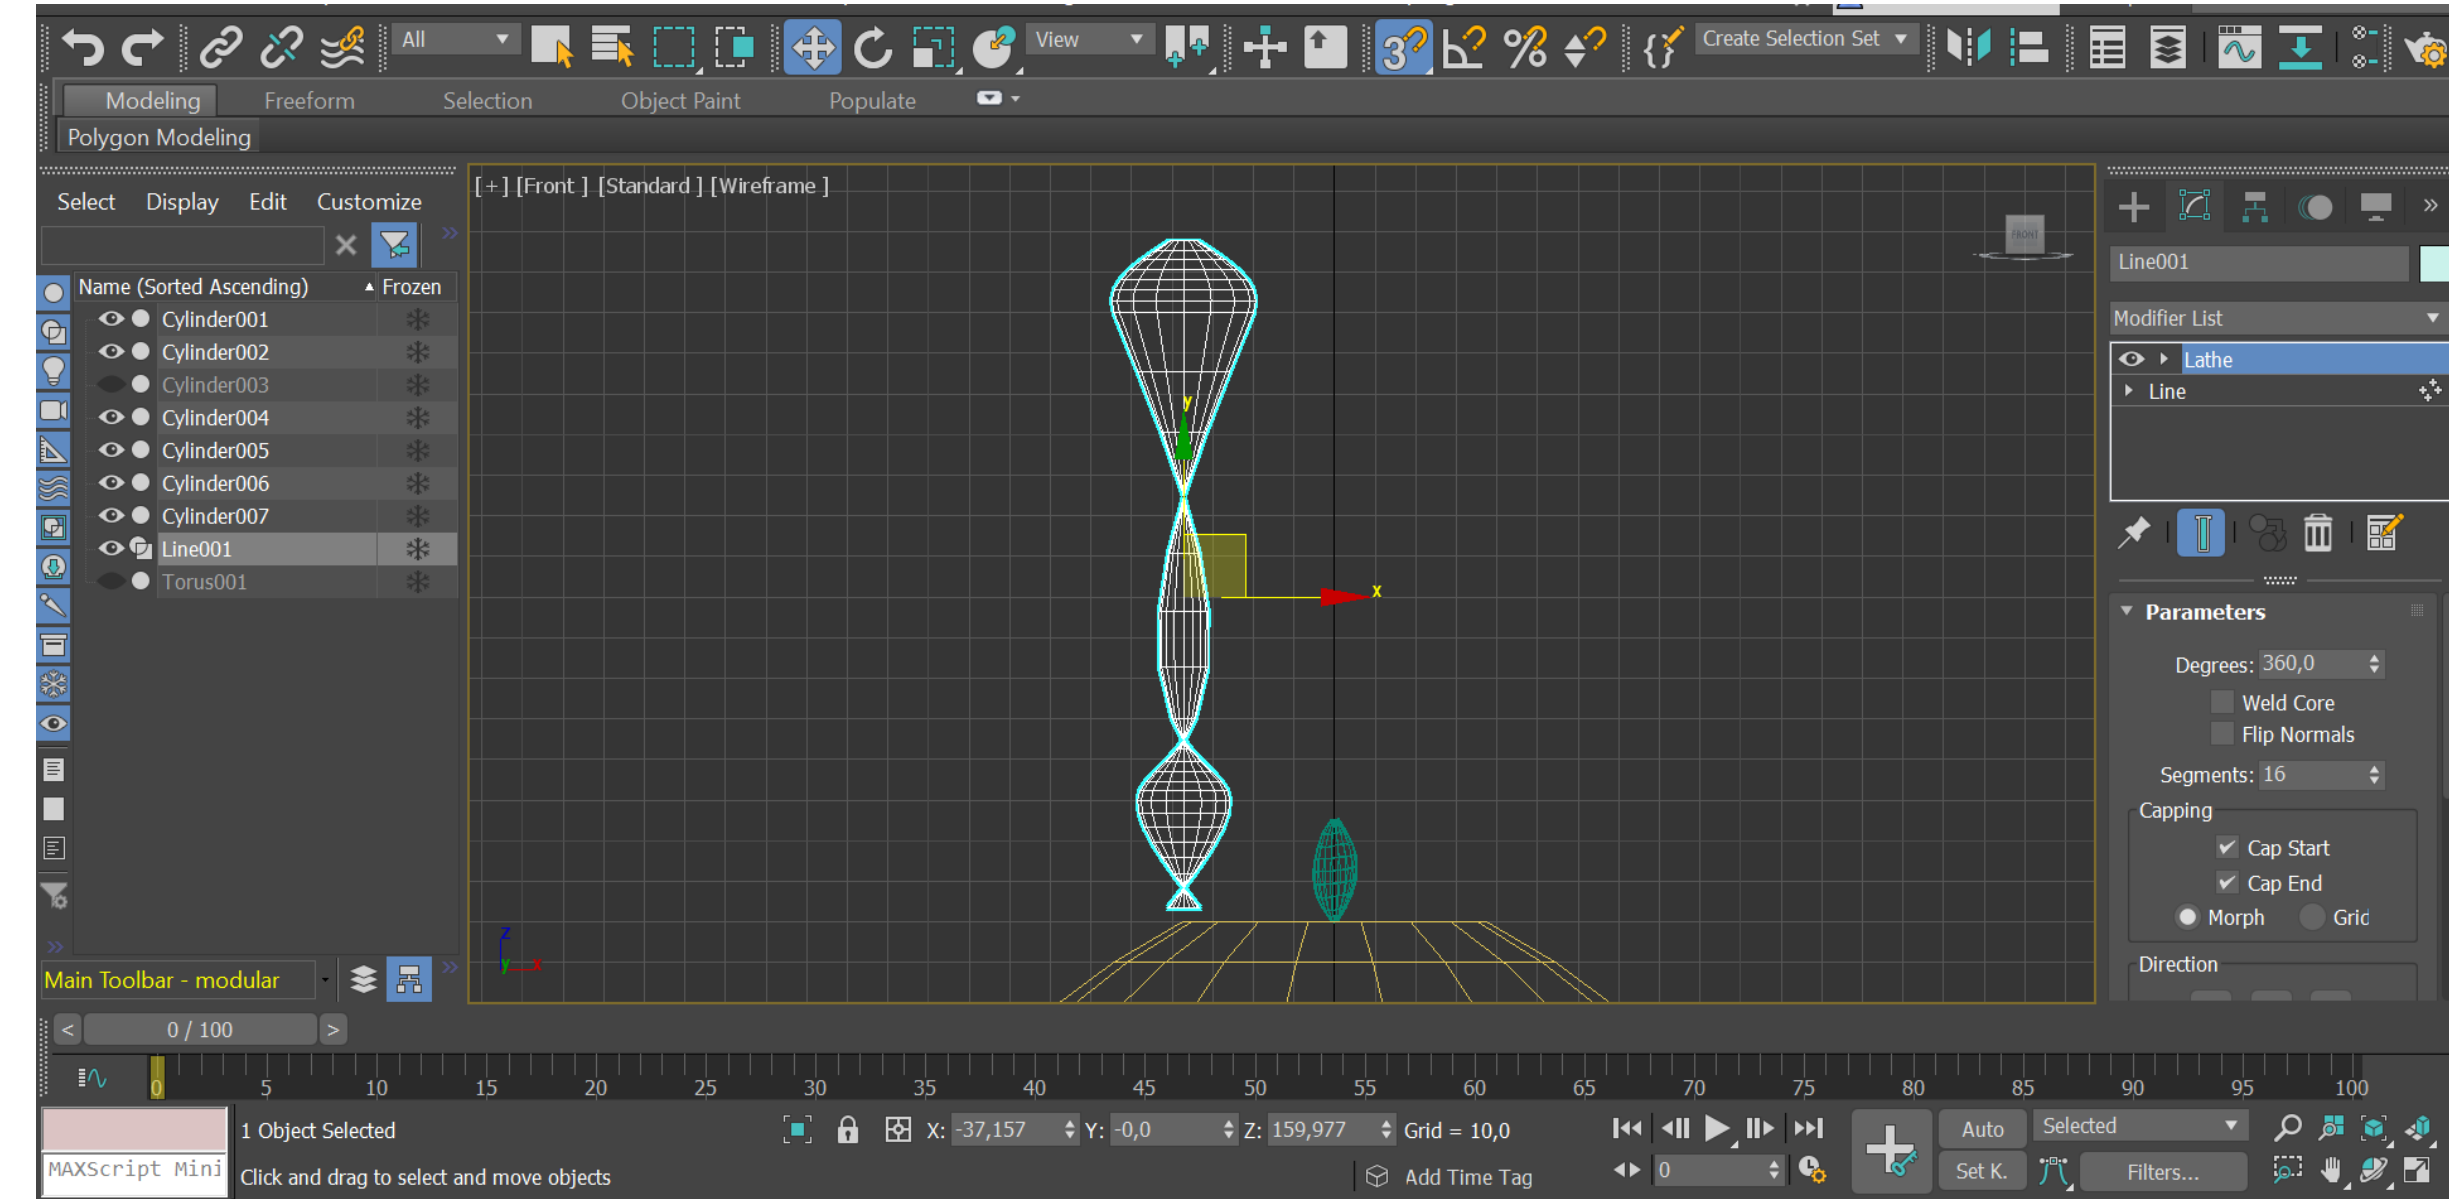 All
View
3
Create Selection Set
Modeling Freeform Selection Object Paint Populate
Polygon Modeling
Select Display Edit Customize
Name (Sorted Ascending) Frozen
Cylinder001
Cylinder002
Cylinder003
Cylinder004
Cylinder005
Cylinder006
Cylinder007
Line001
Torus001
Main Toolbar - modular
[+] [Front ] [Standard ] [Wireframe ]
FRONT
y
x
z
y x
Line001
Modifier List
Lathe
Line
Parameters
Degrees: 360,0
Weld Core
Flip Normals
Segments: 16
Capping
Cap Start
Cap End
Morph Grid
Direction
< 0 / 100 >
0 5 10 15 20 25 30 35 40 45 50 55 60 65 70 75 80 85 90 95 100
1 Object Selected
X: -37,157 Y: -0,0 Z: 159,977 Grid = 10,0
Auto Selected
MAXScript Mini
Click and drag to select and move objects
Add Time Tag
0
Set K. Filters...